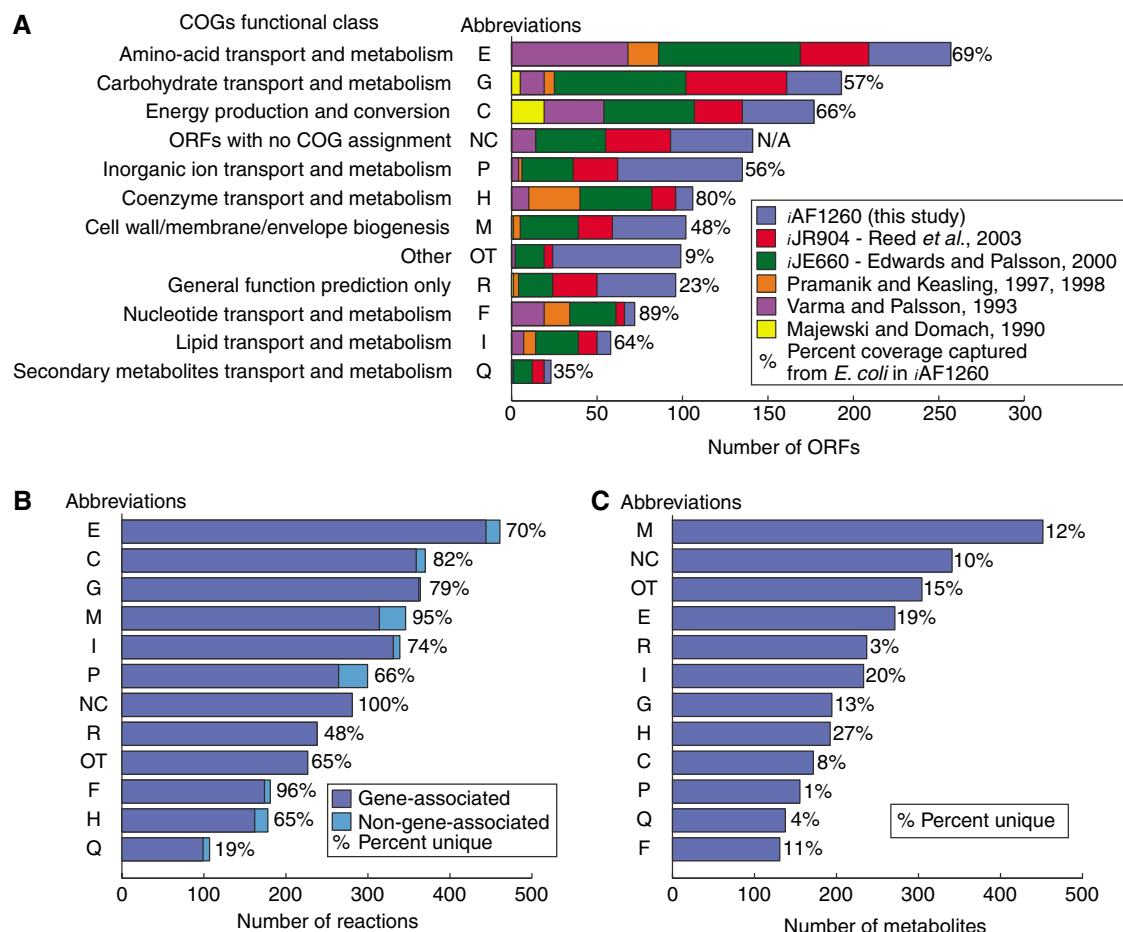 A
COGs functional class
Abbreviations
Amino-acid transport and metabolism E 69%
Carbohydrate transport and metabolism G 57%
Energy production and conversion C 66%
ORFs with no COG assignment NC N/A
Inorganic ion transport and metabolism P 56%
Coenzyme transport and metabolism H 80%
Cell wall/membrane/envelope biogenesis M 48%
Other OT 9%
General function prediction only R 23%
Nucleotide transport and metabolism F 89%
Lipid transport and metabolism I 64%
Secondary metabolites transport and metabolism Q 35%
iAF1260 (this study)
iJR904 - Reed et al., 2003
iJE660 - Edwards and Palsson, 2000
Pramanik and Keasling, 1997, 1998
Varma and Palsson, 1993
Majewski and Domach, 1990
% Percent coverage captured
from E. coli in iAF1260
0 50 100 150 200 250 300
Number of ORFs
B
Abbreviations
E 70%
C 82%
G 79%
M 95%
I 74%
P 66%
NC 100%
R 48%
OT 65%
F 96%
H 65%
Q 19%
Gene-associated
Non-gene-associated
% Percent unique
0 100 200 300 400 500
Number of reactions
C
Abbreviations
M 12%
NC 10%
OT 15%
E 19%
R 3%
I 20%
G 13%
H 27%
C 8%
P 1%
Q 4%
F 11%
% Percent unique
0 100 200 300 400 500
Number of metabolites